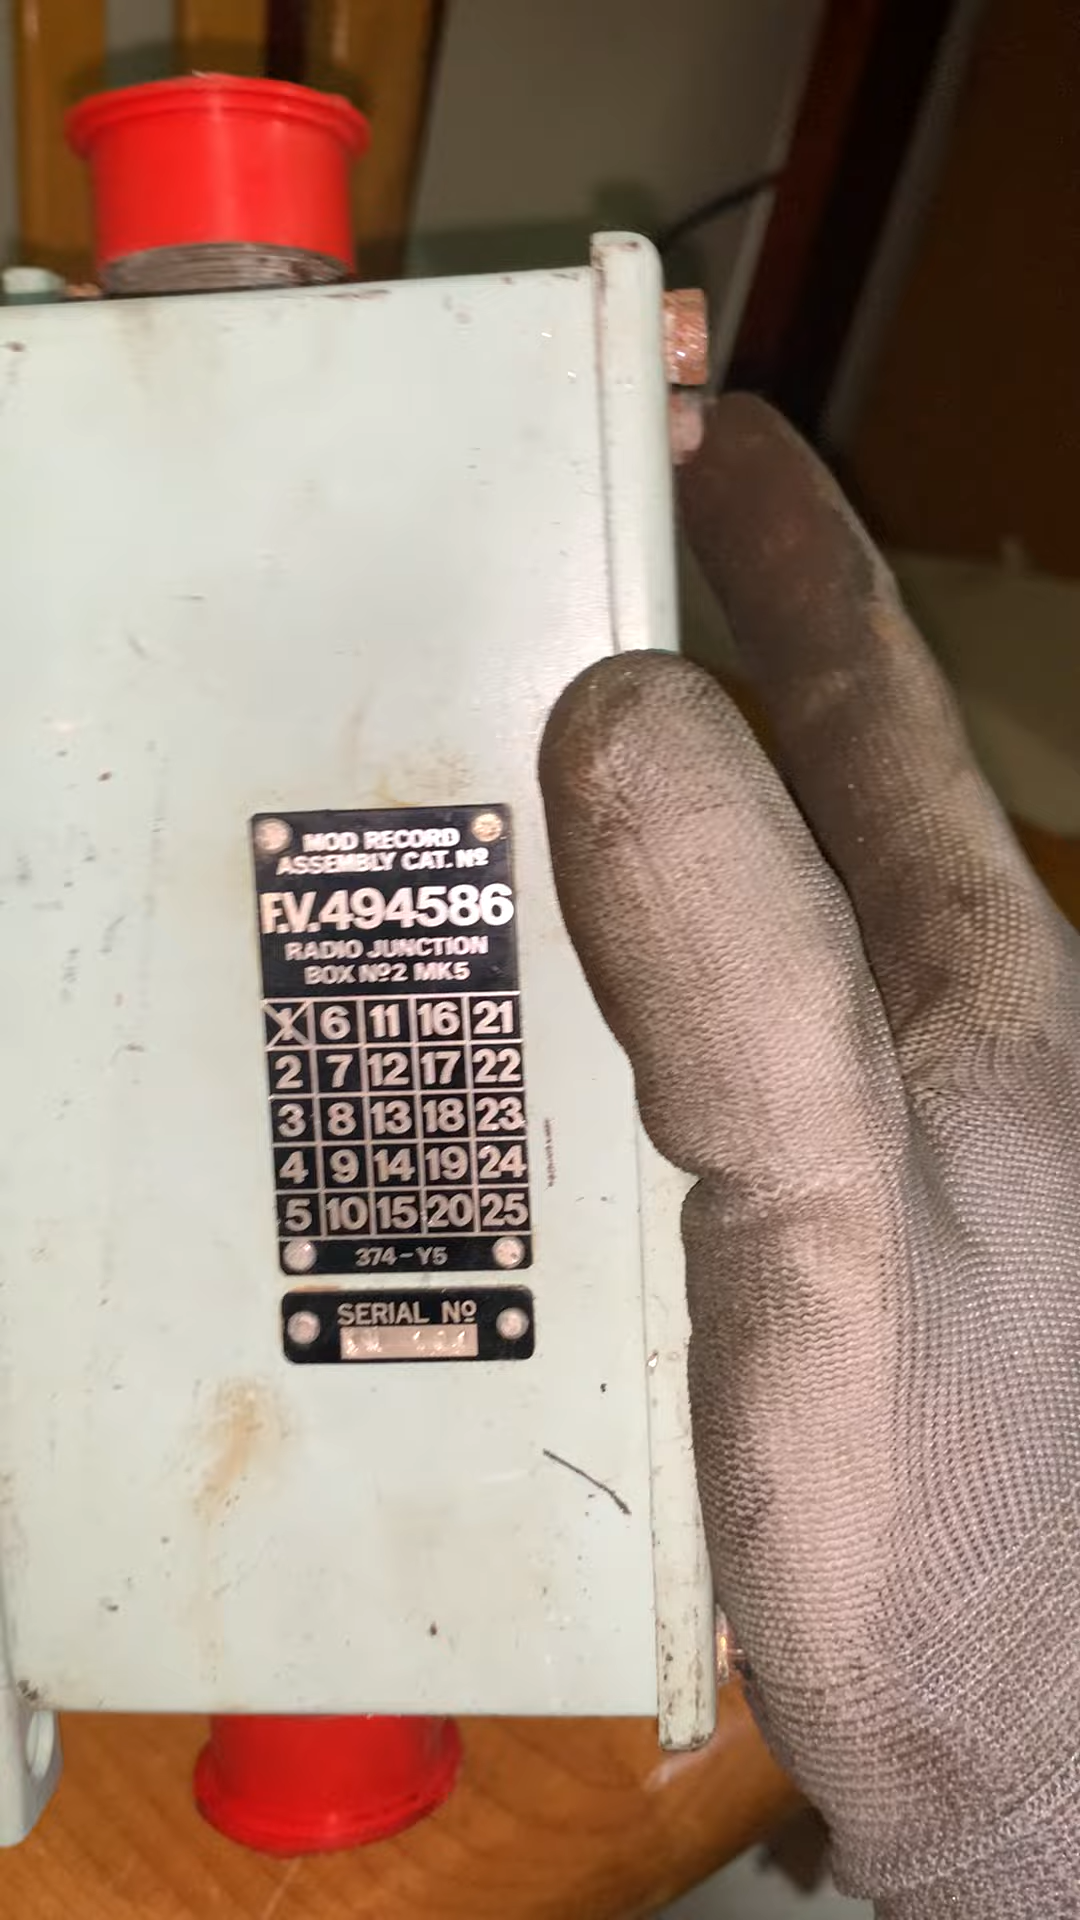 MOD RECORD
ASSEMBLY CAT. Nº
F.V.494586
RADIO JUNCTION
BOX Nº2 MK5
1 6 11 16 21
2 7 12 17 22
3 8 13 18 23
4 9 14 19 24
5 10 15 20 25
374-Y5
SERIAL Nº